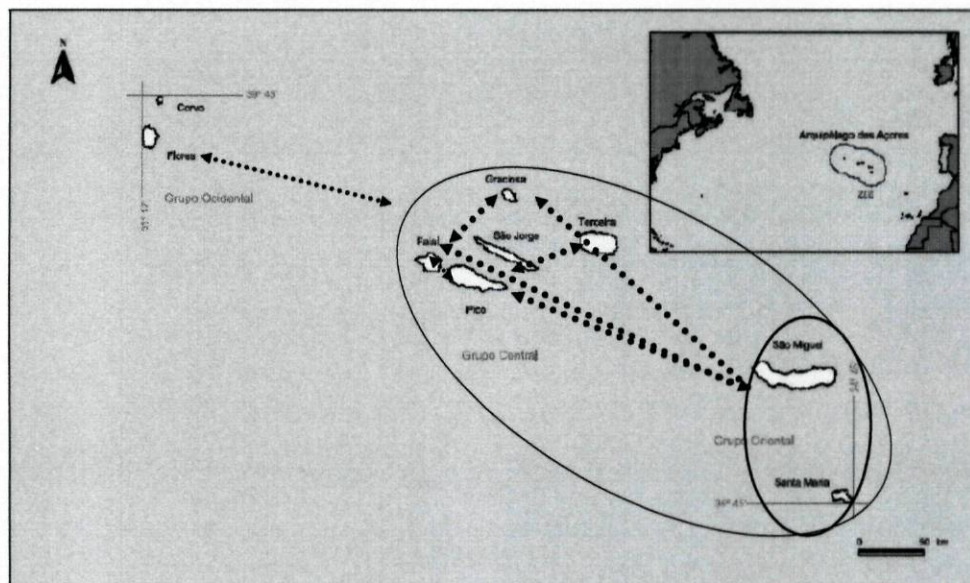 N
39° 43'
Corvo
Flores
31° 17'
Grupo Ocidental
Graciosa
Terceira
São Jorge
Faial
Pico
Grupo Central
Arquipélago dos Açores
ZEE
São Miguel
Grupo Oriental
Santa Maria
36° 45'
0 50 km